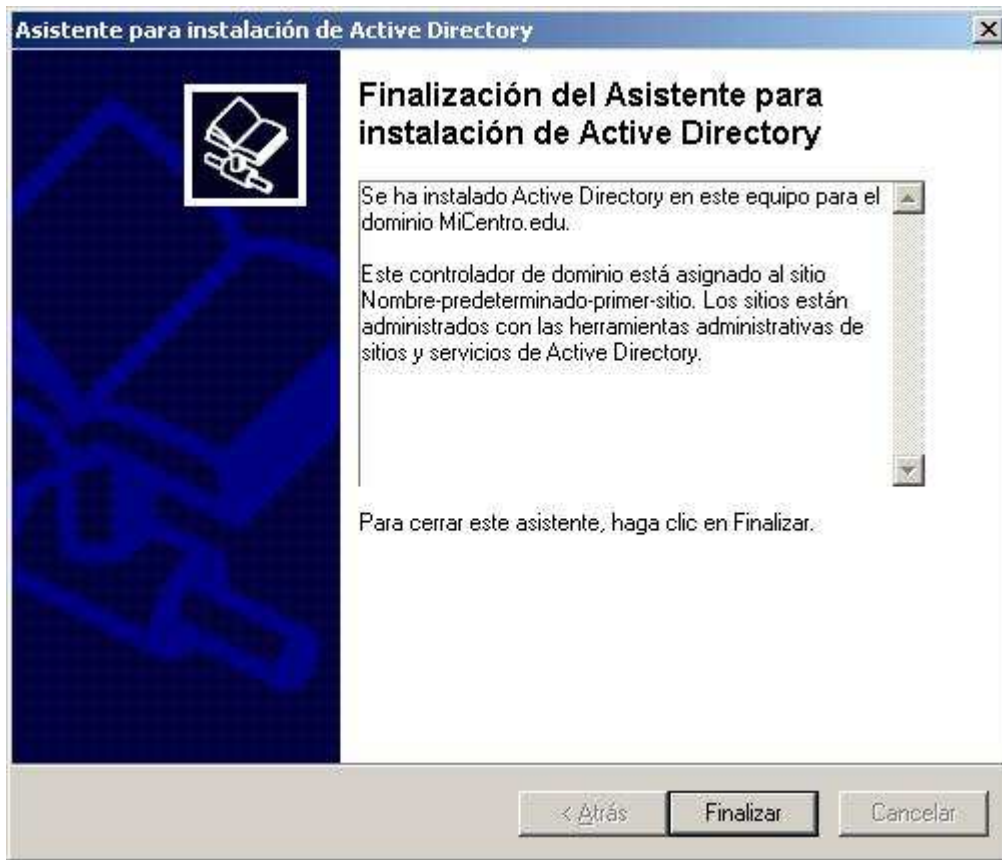 Asistente para instalación de Active Directory
Finalización del Asistente para
instalación de Active Directory
Se ha instalado Active Directory en este equipo para el
dominio MiCentro.edu.
Este controlador de dominio está asignado al sitio
Nombre-predeterminado-primer-sitio. Los sitios están
administrados con las herramientas administrativas de
sitios y servicios de Active Directory.
Para cerrar este asistente, haga clic en Finalizar.
< Atrás
Finalizar
Cancelar